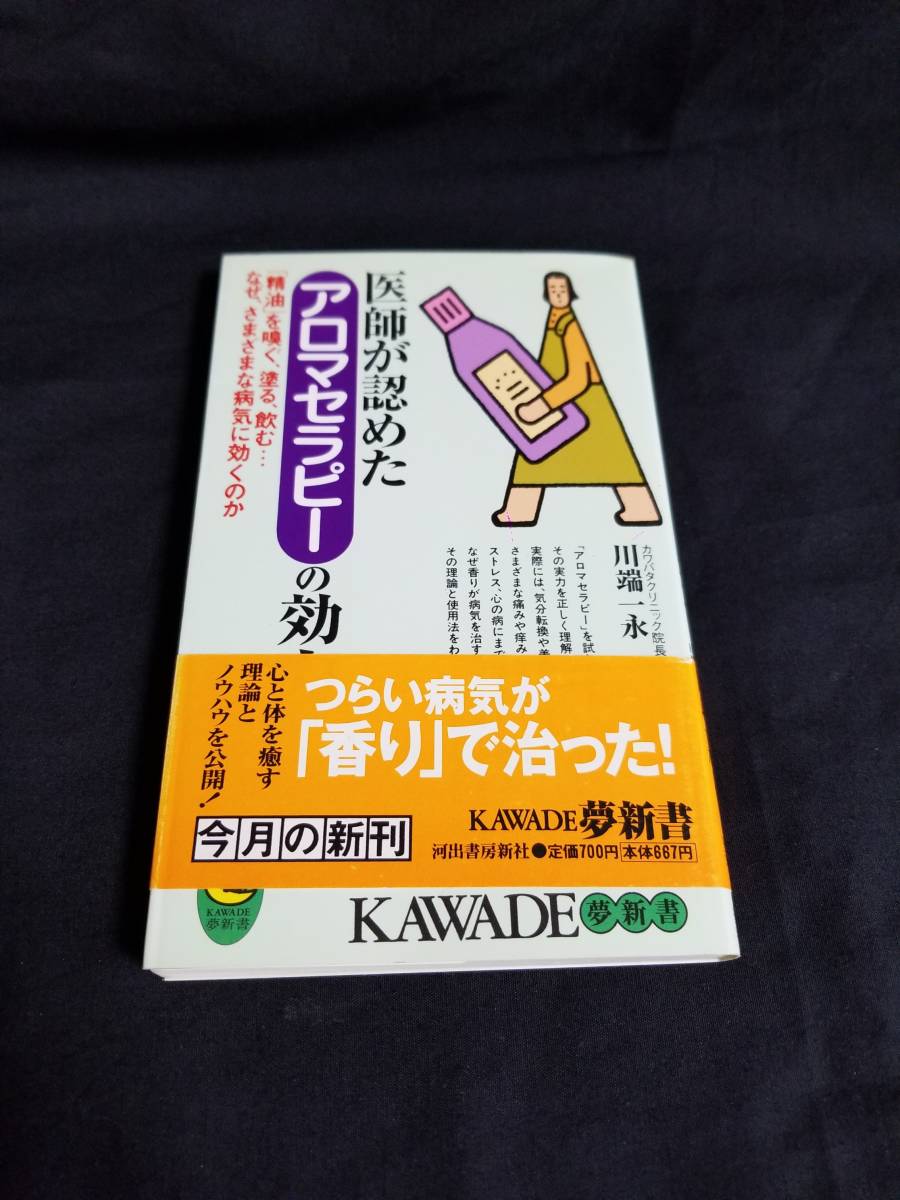 医師が認めた
アロマセラピー
の効
「精油」を嗅ぐ、塗る、飲む…
なぜ、さまざまな病気に効くのか
カワバタクリニック院長
川端一永
「アロマセラピー」を試
その実力を正しく理解
実際には、気分転換や美
さまざまな痛みや痒み
ストレス、心の病にまで
なぜ香りが病気を治す
その理論と使用法をわ
つらい病気が
「香り」で治った!
心と体を癒す
理論と
ノウハウを公開!
今月の新刊
KAWADE夢新書
河出書房新社●定価700円 本体667円
KAWADE
夢新書
KAWADE 夢新書